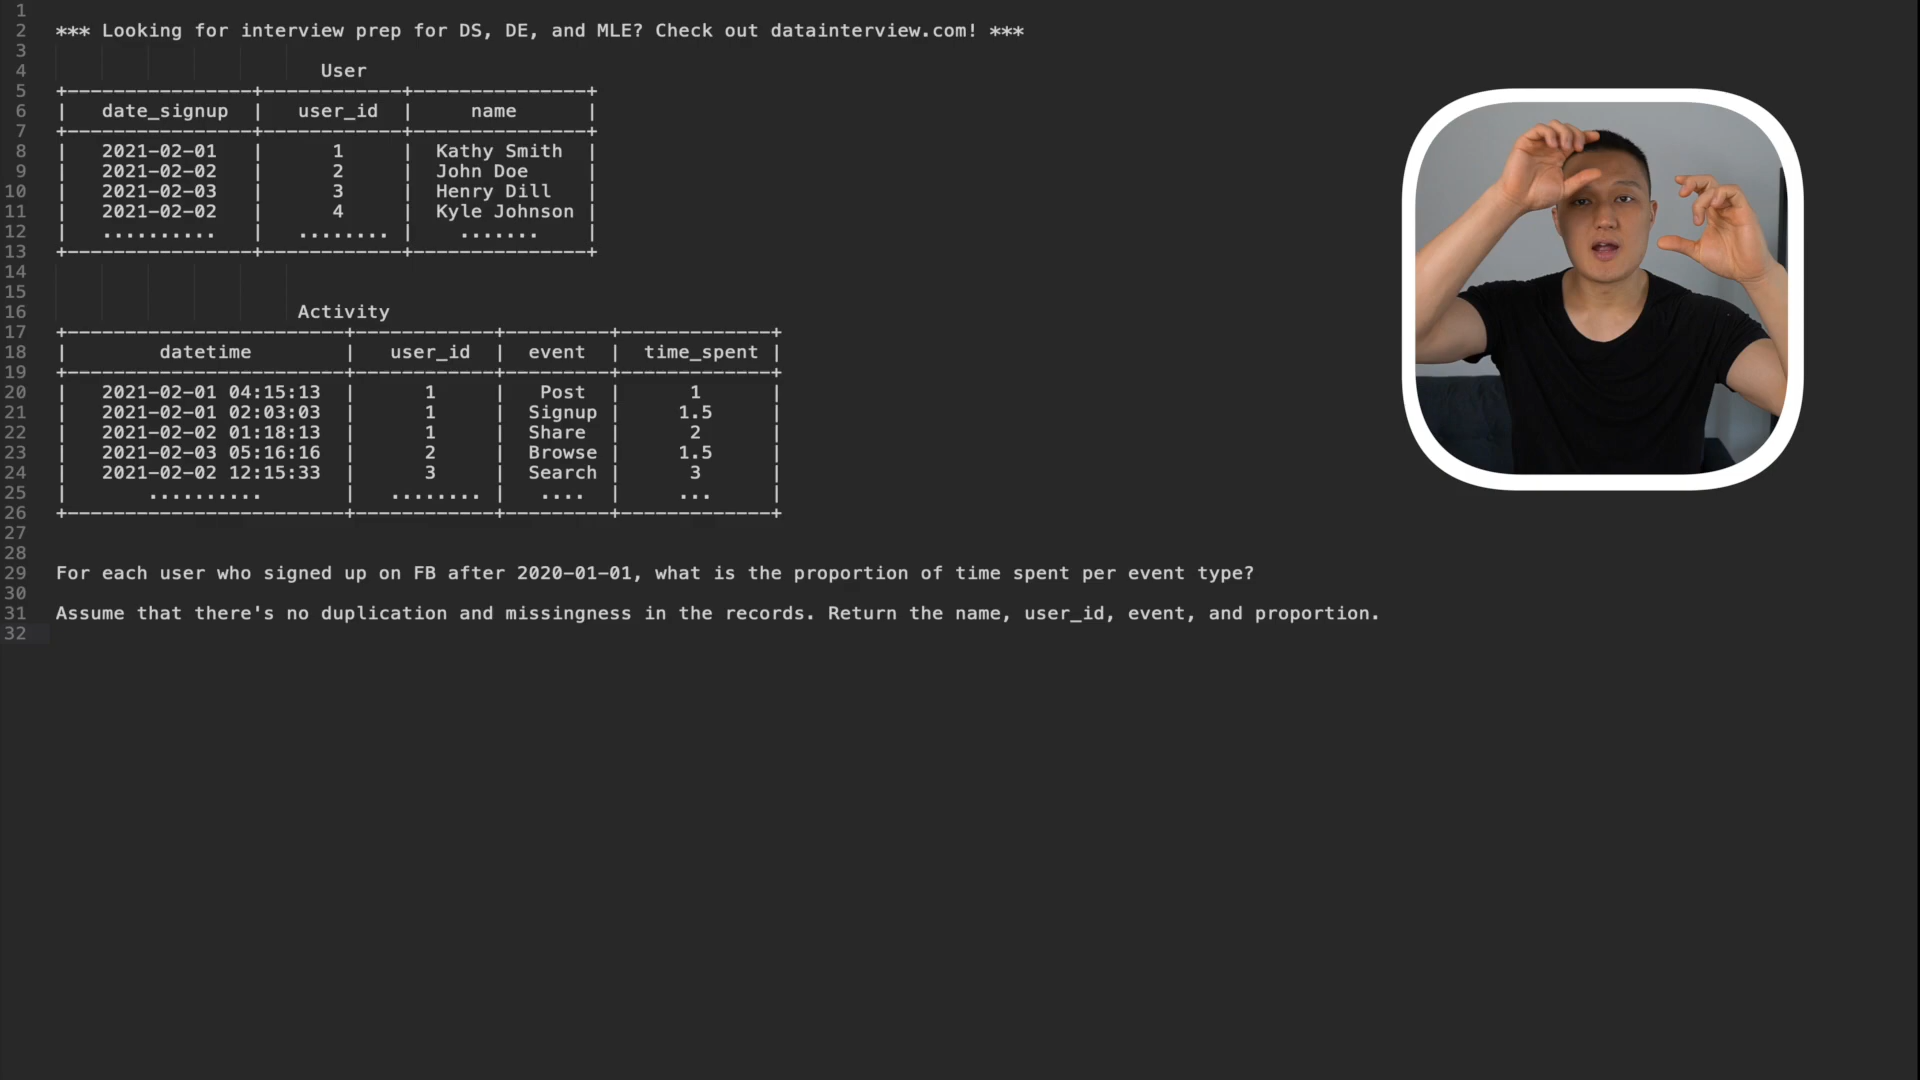 1
2 *** Looking for interview prep for DS, DE, and MLE? Check out datainterview.com! ***
3
4 User
5 +----------------+------------+---------------+
6 | date_signup | user_id | name |
7 +----------------+------------+---------------+
8 | 2021-02-01 | 1 | Kathy Smith |
9 | 2021-02-02 | 2 | John Doe |
10 | 2021-02-03 | 3 | Henry Dill |
11 | 2021-02-02 | 4 | Kyle Johnson |
12 | .......... | ........ | ....... |
13 +----------------+------------+---------------+
14
15
16 Activity
17 +------------------------+------------+---------+-------------+
18 | datetime | user_id | event | time_spent |
19 +------------------------+------------+---------+-------------+
20 | 2021-02-01 04:15:13 | 1 | Post | 1 |
21 | 2021-02-01 02:03:03 | 1 | Signup | 1.5 |
22 | 2021-02-02 01:18:13 | 1 | Share | 2 |
23 | 2021-02-03 05:16:16 | 2 | Browse | 1.5 |
24 | 2021-02-02 12:15:33 | 3 | Search | 3 |
25 | .......... | ........ | .... | ... |
26 +------------------------+------------+---------+-------------+
27
28
29 For each user who signed up on FB after 2020-01-01, what is the proportion of time spent per event type?
30
31 Assume that there's no duplication and missingness in the records. Return the name, user_id, event, and proportion.
32